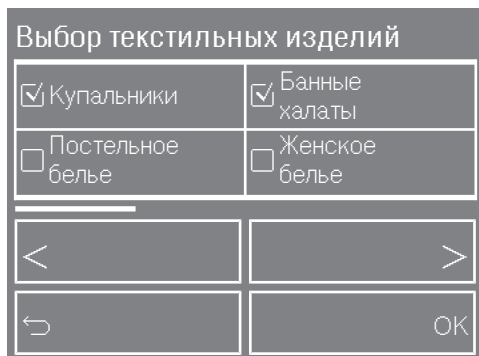 Выбор текстильных изделий
Купальники
Банные
халаты
Постельное
белье
Женское
белье
<
>
OK